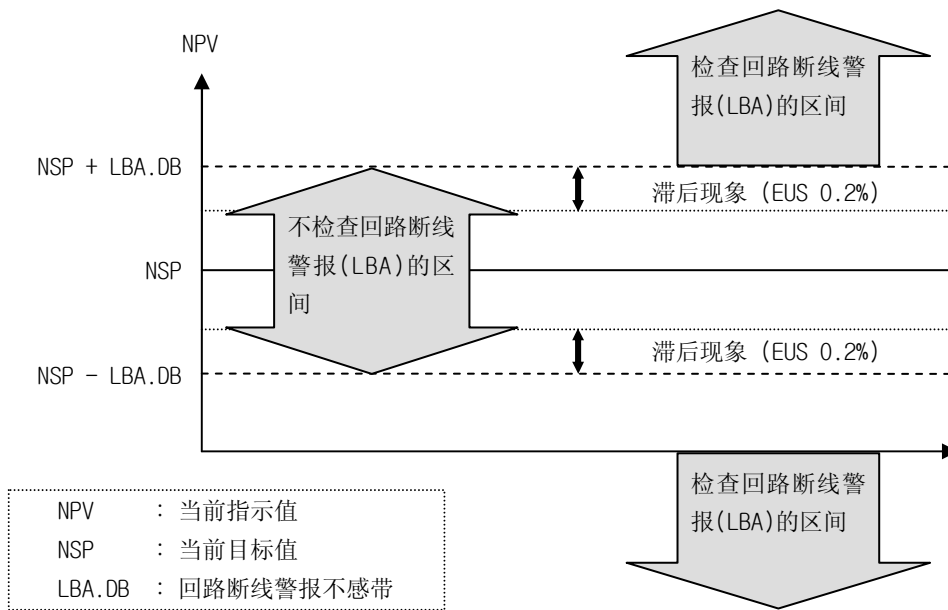 NPV
检查回路断线警
报(LBA)的区间
NSP + LBA.DB
滞后现象 (EUS 0.2%)
不检查回路断线
警报(LBA)的区
间
NSP
滞后现象 (EUS 0.2%)
NSP - LBA.DB
检查回路断线警
报(LBA)的区间
NPV : 当前指示值
NSP : 当前目标值
LBA.DB : 回路断线警报不感带